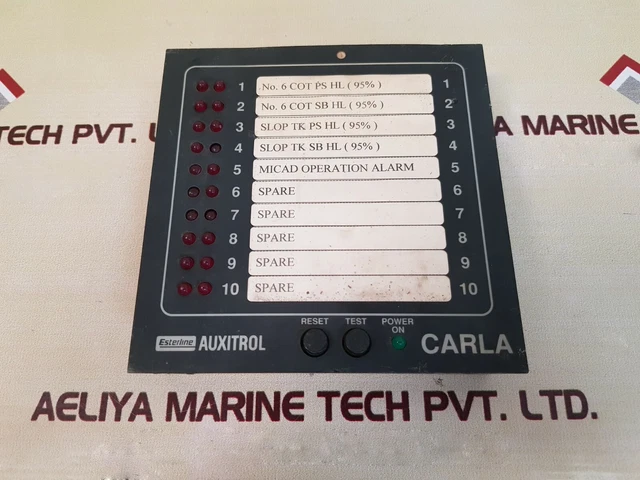 TECH PVT. L
A MARINE TE
1 No. 6 COT PS HL ( 95% ) 1
2 No. 6 COT SB HL ( 95% ) 2
3 SLOP TK PS HL ( 95% ) 3
4 SLOP TK SB HL ( 95% ) 4
5 MICAD OPERATION ALARM 5
6 SPARE 6
7 SPARE 7
8 SPARE 8
9 SPARE 9
10 SPARE 10
RESET TEST POWER ON
Esterline AUXITROL CARLA
AELIYA MARINE TECH PVT. LTD.